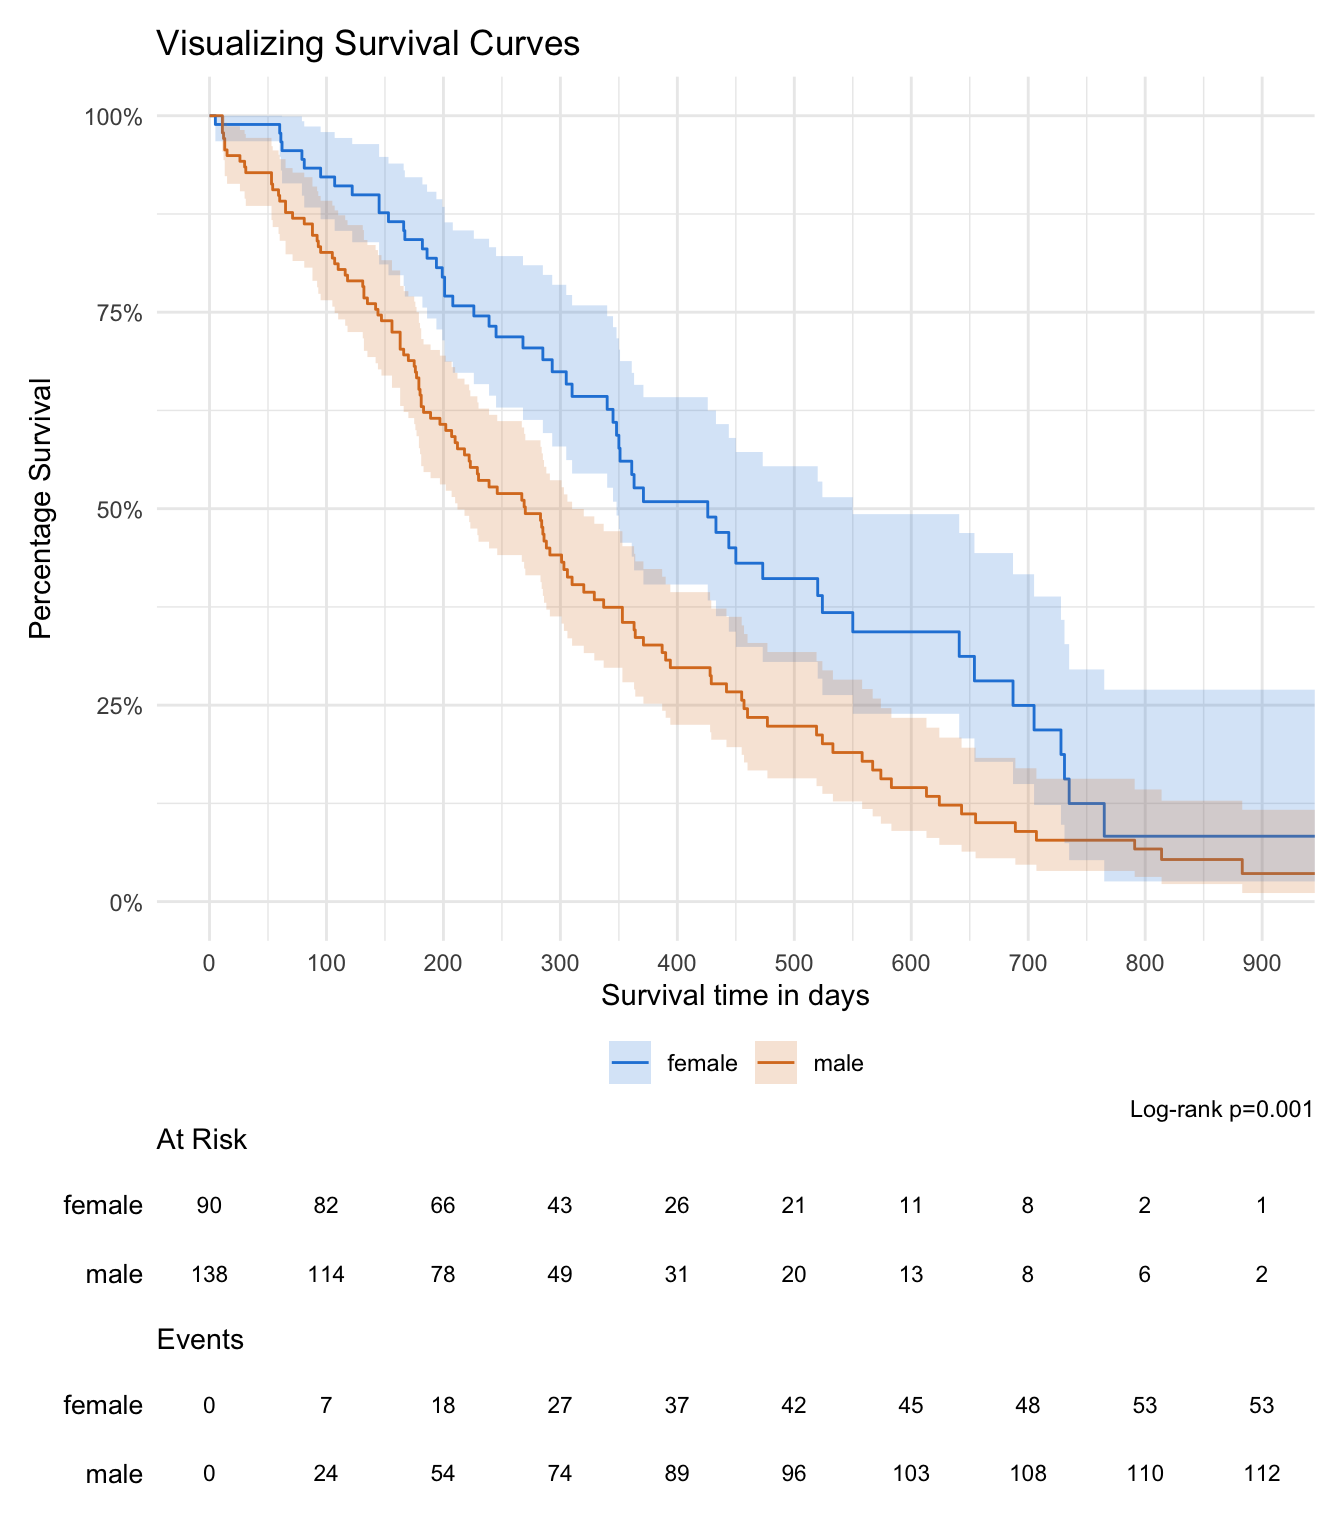 Visualizing Survival Curves
100%
75%
50%
25%
0%
Percentage Survival
0 100 200 300 400 500 600 700 800 900
Survival time in days
female male
Log-rank p=0.001
At Risk
female 90 82 66 43 26 21 11 8 2 1
male 138 114 78 49 31 20 13 8 6 2
Events
female 0 7 18 27 37 42 45 48 53 53
male 0 24 54 74 89 96 103 108 110 112